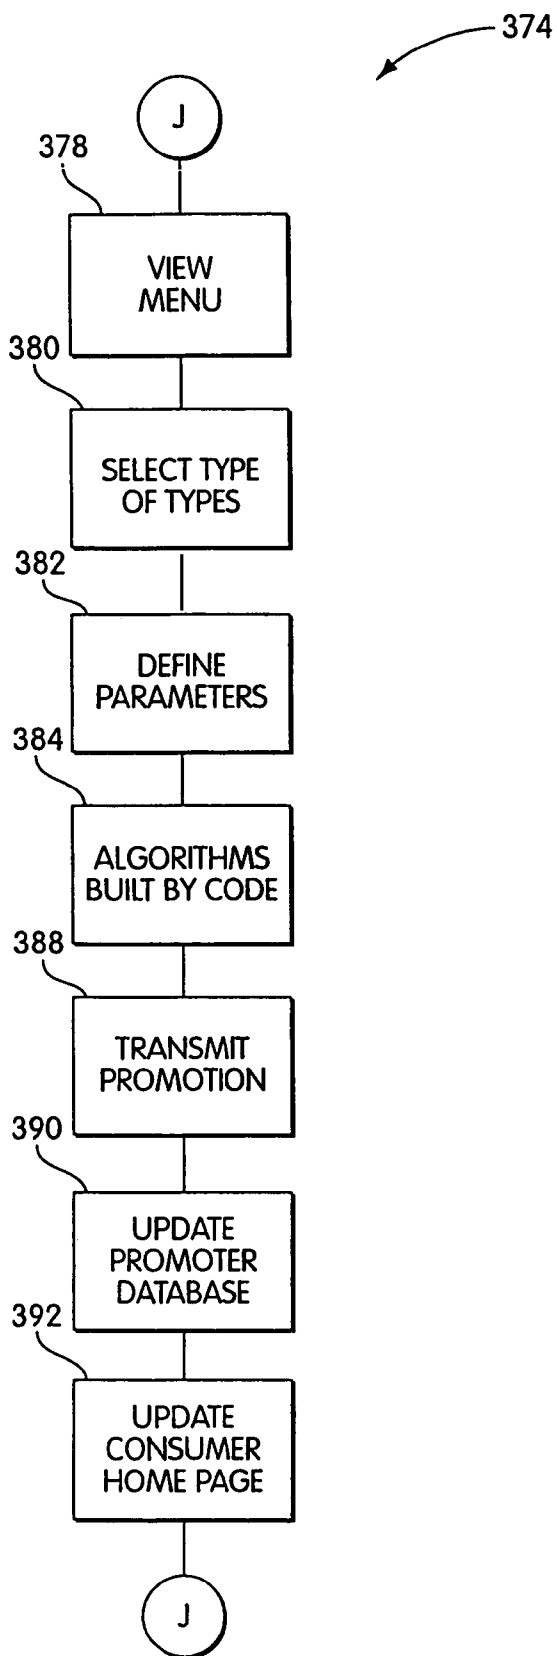 374
J
378
VIEW
MENU
380
SELECT TYPE
OF TYPES
382
DEFINE
PARAMETERS
384
ALGORITHMS
BUILT BY CODE
388
TRANSMIT
PROMOTION
390
UPDATE
PROMOTER
DATABASE
392
UPDATE
CONSUMER
HOME PAGE
J